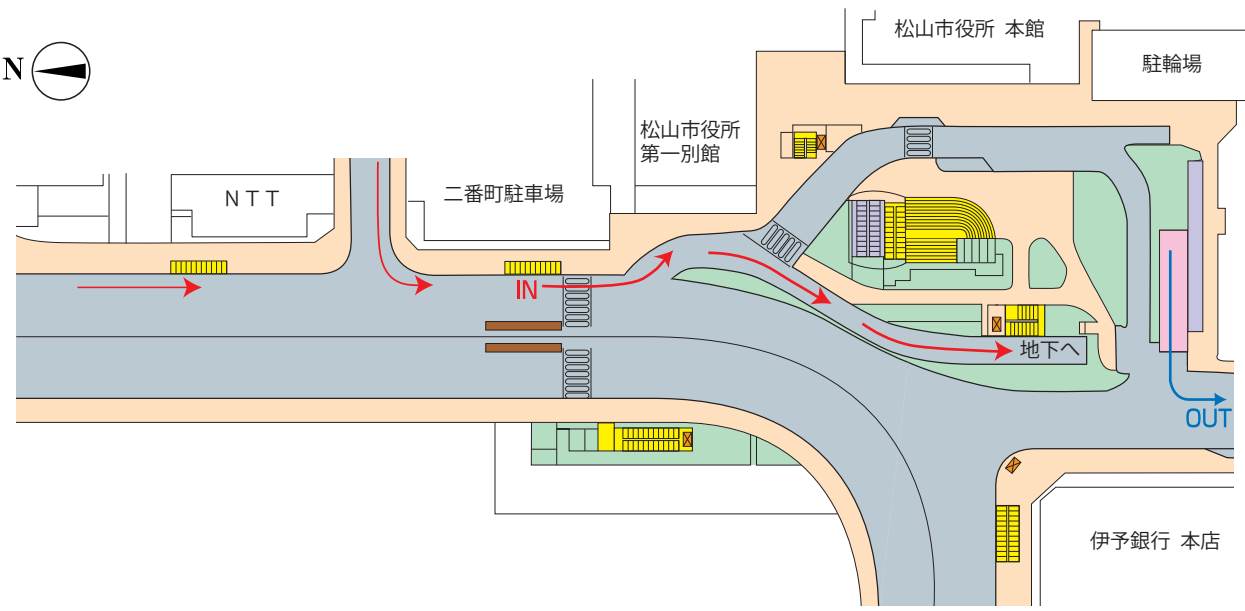 松山市役所 本館
N
駐輪場
松山市役所
第一別館
NTT
二番町駐車場
IN
地下へ
OUT
伊予銀行 本店